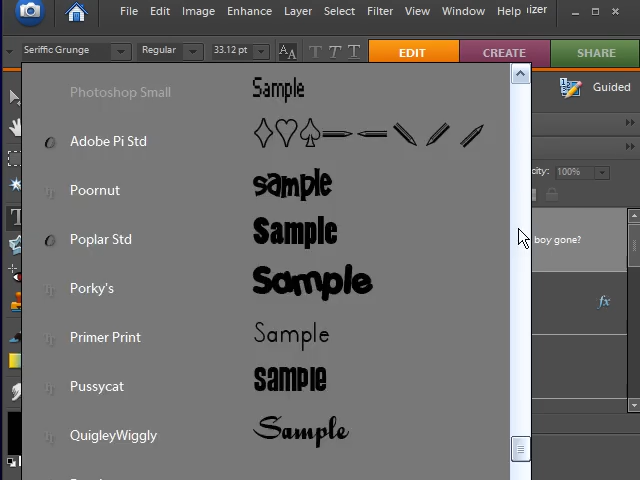 File Edit Image Enhance Layer Select Filter View Window Help
Seriffic Grunge Regular 33.12 pt AA T T T EDIT CREATE SHARE
Guided
Photoshop Small Sample
Adobe Pi Std
Poornut Sample
Poplar Std Sample
Porky's Sample
Primer Print Sample
Pussycat Sample
QuigleyWiggly Sample
100%
boy gone?
fx